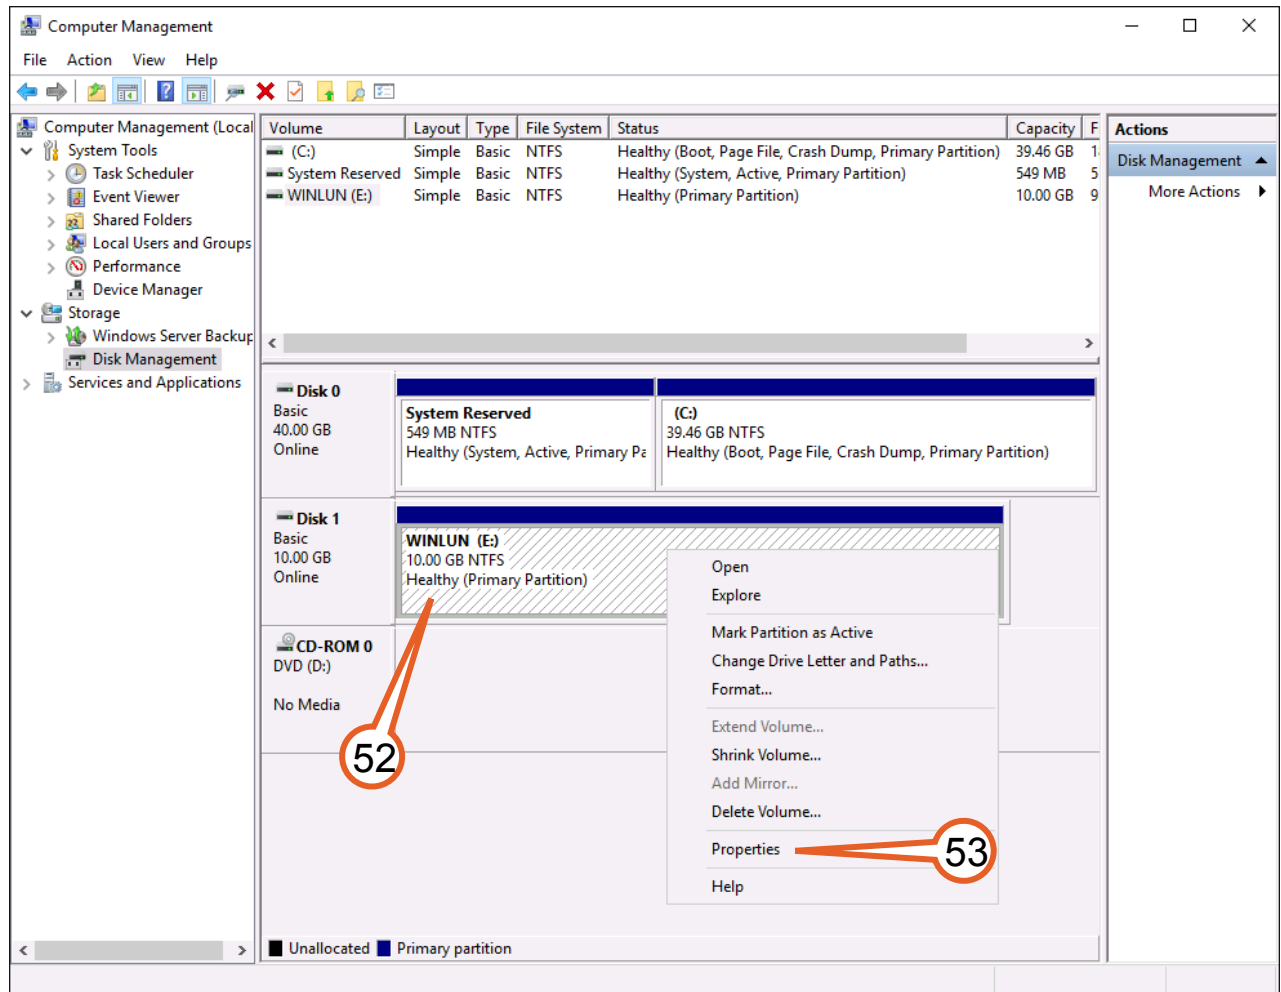 Computer Management
File Action View Help
Computer Management (Local
System Tools
Task Scheduler
Event Viewer
Shared Folders
Local Users and Groups
Performance
Device Manager
Storage
Windows Server Backup
Disk Management
Services and Applications
Volume Layout Type File System Status Capacity F
(C:) Simple Basic NTFS Healthy (Boot, Page File, Crash Dump, Primary Partition) 39.46 GB 1
System Reserved Simple Basic NTFS Healthy (System, Active, Primary Partition) 549 MB 5
WINLUN (E:) Simple Basic NTFS Healthy (Primary Partition) 10.00 GB 9
Disk 0
Basic
40.00 GB
Online
System Reserved
549 MB NTFS
Healthy (System, Active, Primary Pa
(C:)
39.46 GB NTFS
Healthy (Boot, Page File, Crash Dump, Primary Partition)
Disk 1
Basic
10.00 GB
Online
WINLUN (E:)
10.00 GB NTFS
Healthy (Primary Partition)
CD-ROM 0
DVD (D:)
No Media
52
Open
Explore
Mark Partition as Active
Change Drive Letter and Paths...
Format...
Extend Volume...
Shrink Volume...
Add Mirror...
Delete Volume...
Properties
53
Help
Unallocated Primary partition
Actions
Disk Management
More Actions